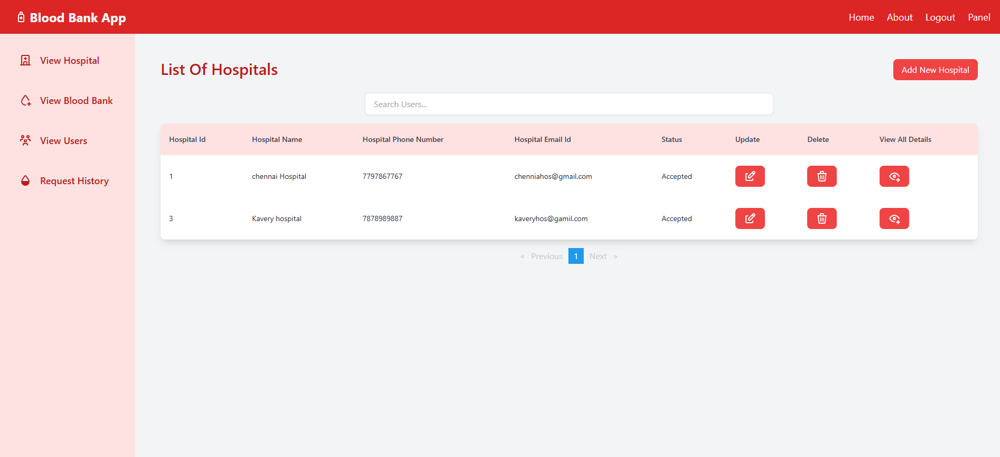 Blood Bank App
Home About Logout Panel
View Hospital
View Blood Bank
View Users
Request History
List Of Hospitals
Add New Hospital
Search Users...
Hospital Id Hospital Name Hospital Phone Number Hospital Email Id Status Update Delete View All Details
1 chennai Hospital 7797867767 chenniahos@gmail.com Accepted
3 Kavery hospital 7878989887 kaveryhos@gamil.com Accepted
« Previous 1 Next »